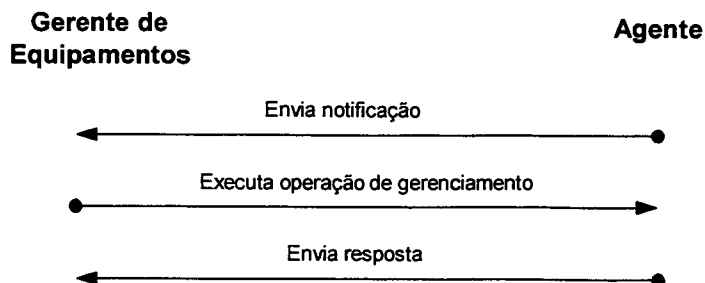 Gerente de
Equipamentos
Agente
Envia notificação
Executa operação de gerenciamento
Envia resposta